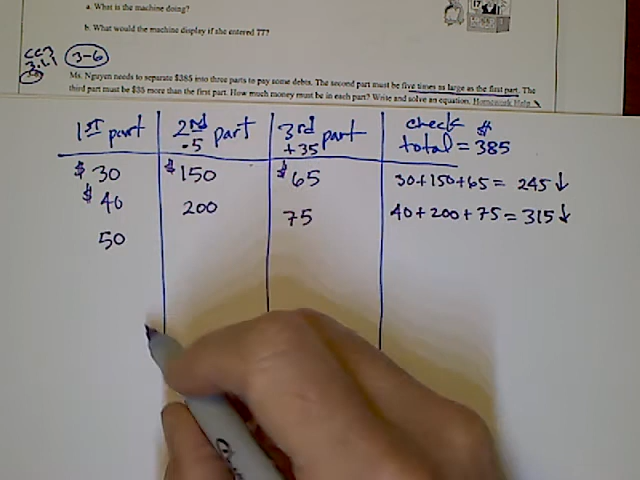 a. What is the machine doing?
b. What would the machine display if she entered 77?
CC3
3.1.1
3-6
Ms. Nguyen needs to separate $385 into three parts to pay some debts. The second part must be five times as large as the first part. The
third part must be $35 more than the first part. How much money must be in each part? Write and solve an equation. Homework Help
1ST part 2nd part 3rd part check $
·5 +35 total = 385
$30 $150 $65 30+150+65 = 245↓
$40 200 75 40+200+75 = 315↓
50